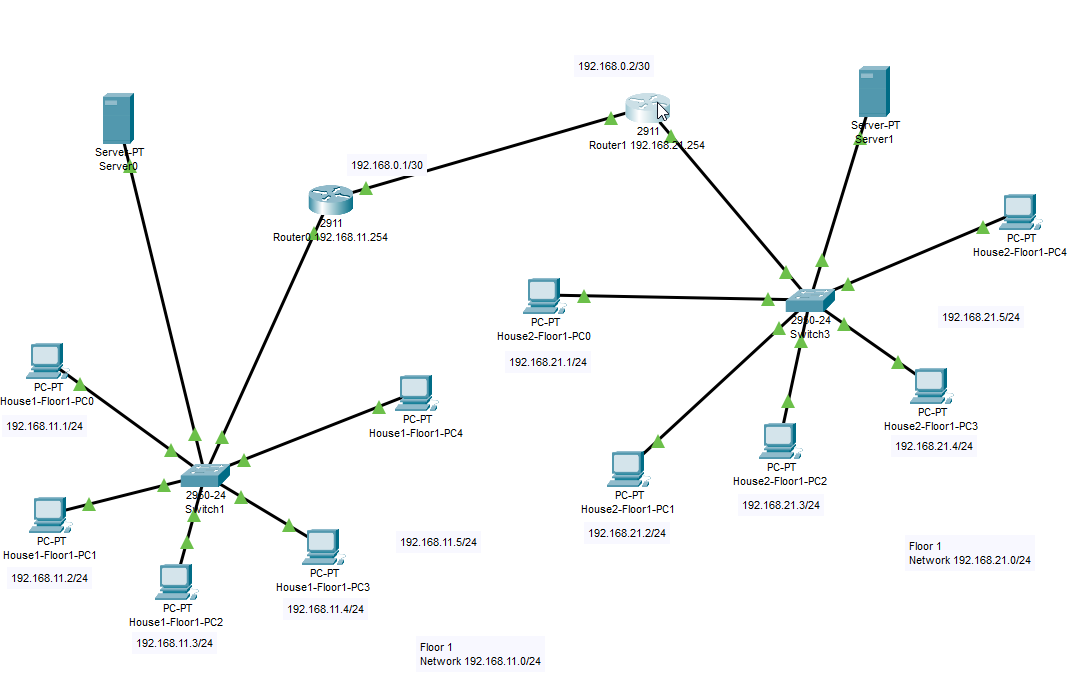 192.168.0.2/30
Server-PT
Server0
2911
Router1 192.168.21.254
Server-PT
Server1
192.168.0.1/30
2911
Router0 192.168.11.254
PC-PT
House2-Floor1-PC4
PC-PT
House2-Floor1-PC0
192.168.21.1/24
2950-24
Switch3
192.168.21.5/24
PC-PT
House1-Floor1-PC0
192.168.11.1/24
PC-PT
House1-Floor1-PC4
PC-PT
House2-Floor1-PC3
192.168.21.4/24
2950-24
Switch1
PC-PT
House2-Floor1-PC2
192.168.21.3/24
PC-PT
House2-Floor1-PC1
192.168.21.2/24
PC-PT
House1-Floor1-PC1
192.168.11.2/24
192.168.11.5/24
Floor 1
Network 192.168.21.0/24
PC-PT
House1-Floor1-PC3
192.168.11.4/24
PC-PT
House1-Floor1-PC2
192.168.11.3/24
Floor 1
Network 192.168.11.0/24